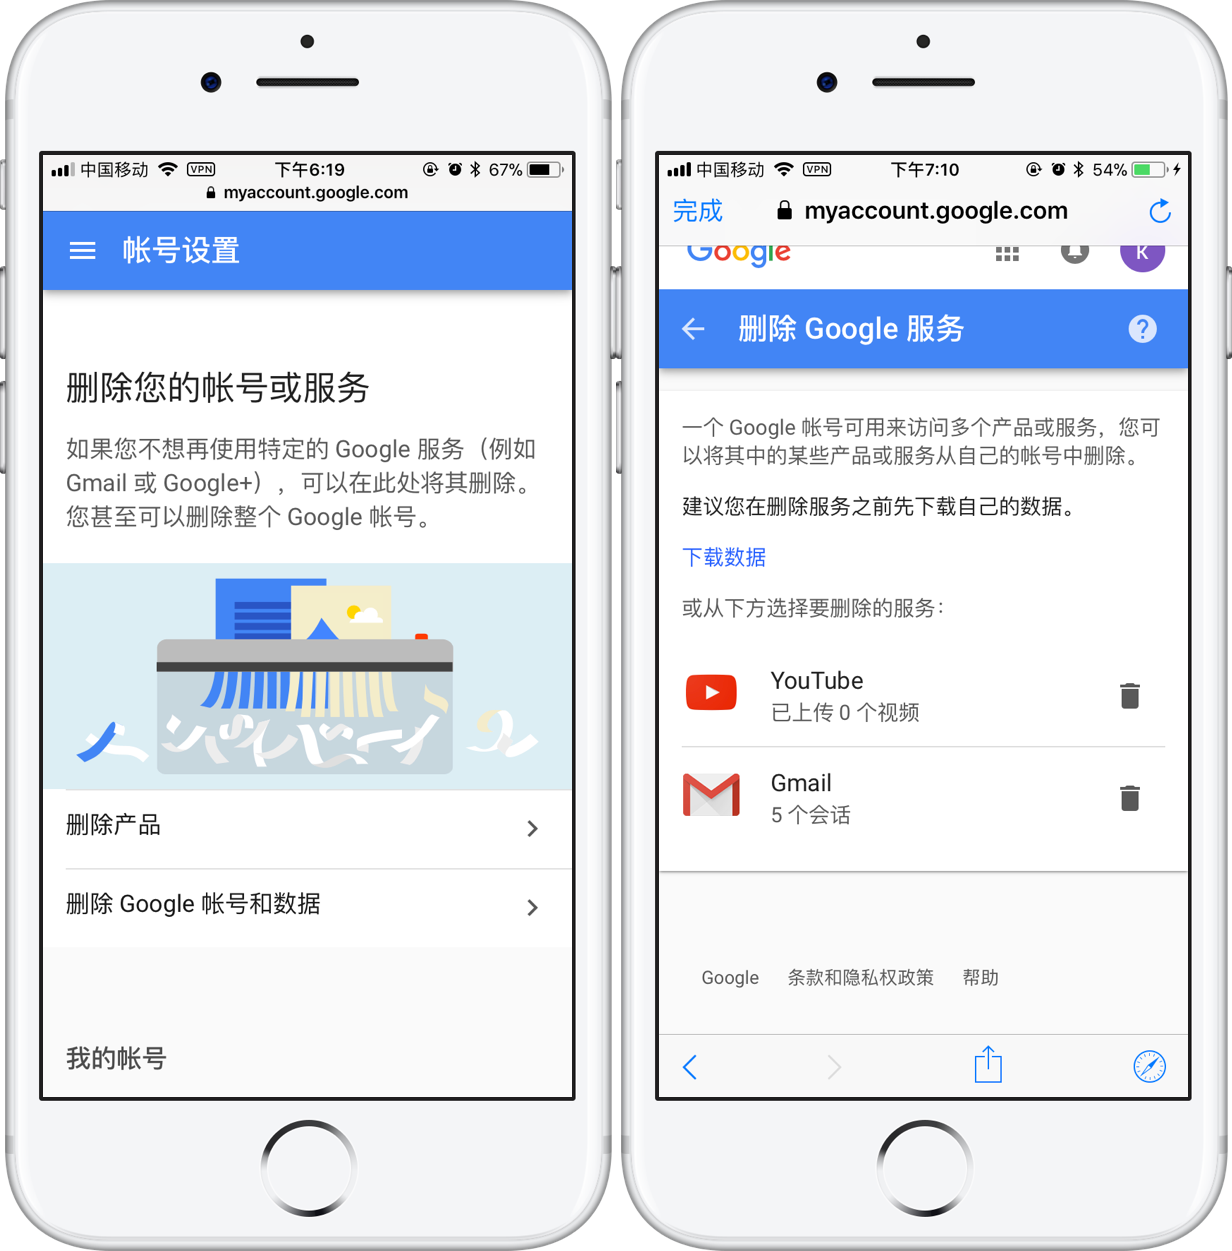 中国移动 VPN 下午6:19 67%
myaccount.google.com
帐号设置
删除您的帐号或服务
如果您不想再使用特定的 Google 服务（例如
Gmail 或 Google+），可以在此处将其删除。
您甚至可以删除整个 Google 帐号。
删除产品
删除 Google 帐号和数据
我的帐号
中国移动 VPN 下午7:10 54%
完成 myaccount.google.com
Google K
删除 Google 服务 ?
一个 Google 帐号可用来访问多个产品或服务，您可
以将其中的某些产品或服务从自己的帐号中删除。
建议您在删除服务之前先下载自己的数据。
下载数据
或从下方选择要删除的服务：
YouTube
已上传 0 个视频
Gmail
5 个会话
Google 条款和隐私权政策 帮助